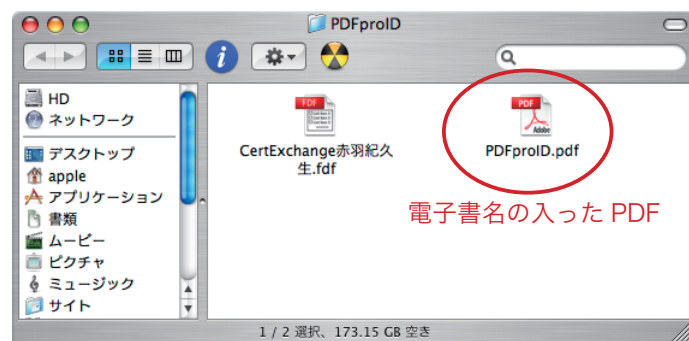 PDFproID
HD
ネットワーク
デスクトップ
apple
アプリケーション
書類
ムービー
ピクチャ
ミュージック
サイト
FDF
CertExchange赤羽紀久
生.fdf
PDF
Adobe
PDFproID.pdf
電子書名の入った PDF
1 / 2 選択、173.15 GB 空き